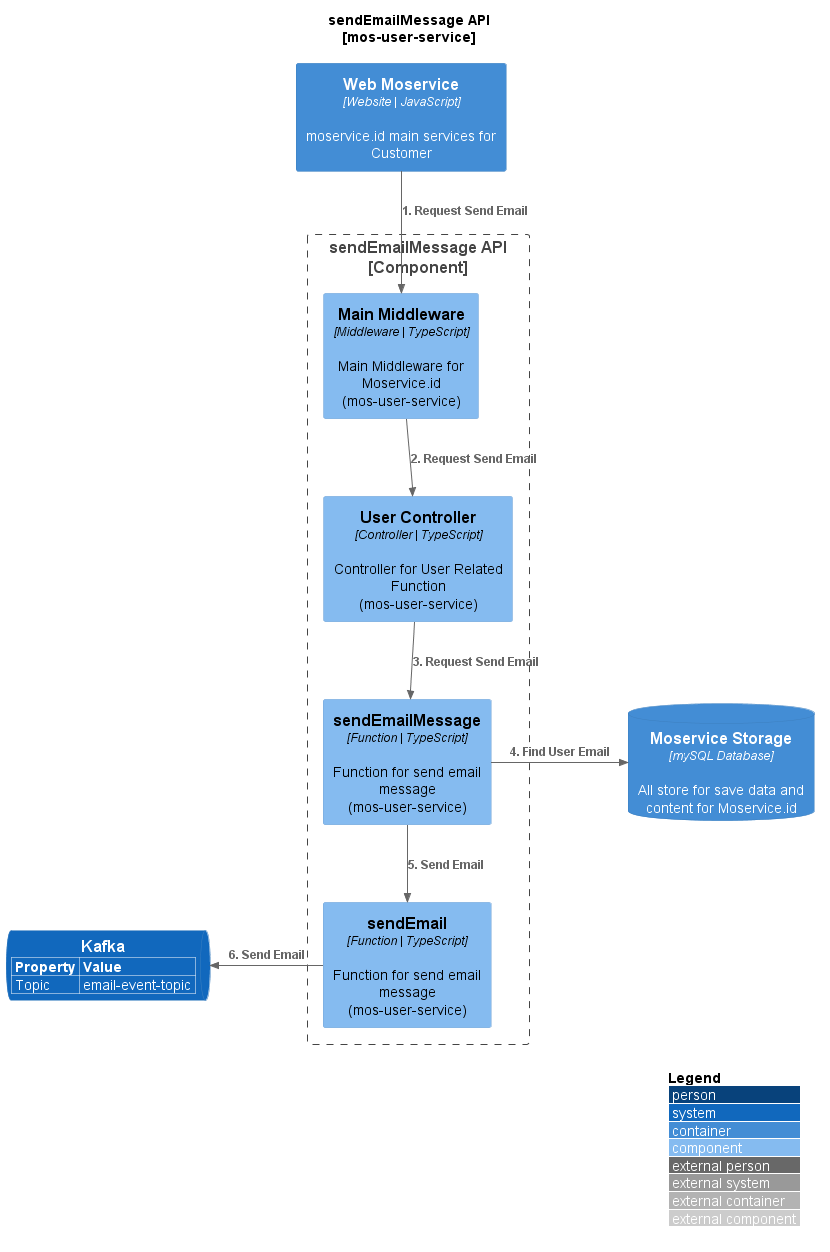 sendEmailMessage API
[mos-user-service]
Web Moservice
[Website | JavaScript]
moservice.id main services for
Customer
1. Request Send Email
sendEmailMessage API
[Component]
Main Middleware
[Middleware | TypeScript]
Main Middleware for
Moservice.id
(mos-user-service)
2. Request Send Email
User Controller
[Controller | TypeScript]
Controller for User Related
Function
(mos-user-service)
3. Request Send Email
sendEmailMessage
[Function | TypeScript]
Function for send email
message
(mos-user-service)
4. Find User Email
Moservice Storage
[mySQL Database]
All store for save data and
content for Moservice.id
5. Send Email
sendEmail
[Function | TypeScript]
Function for send email
message
(mos-user-service)
6. Send Email
Kafka
Property Value
Topic email-event-topic
Legend
person
system
container
component
external person
external system
external container
external component